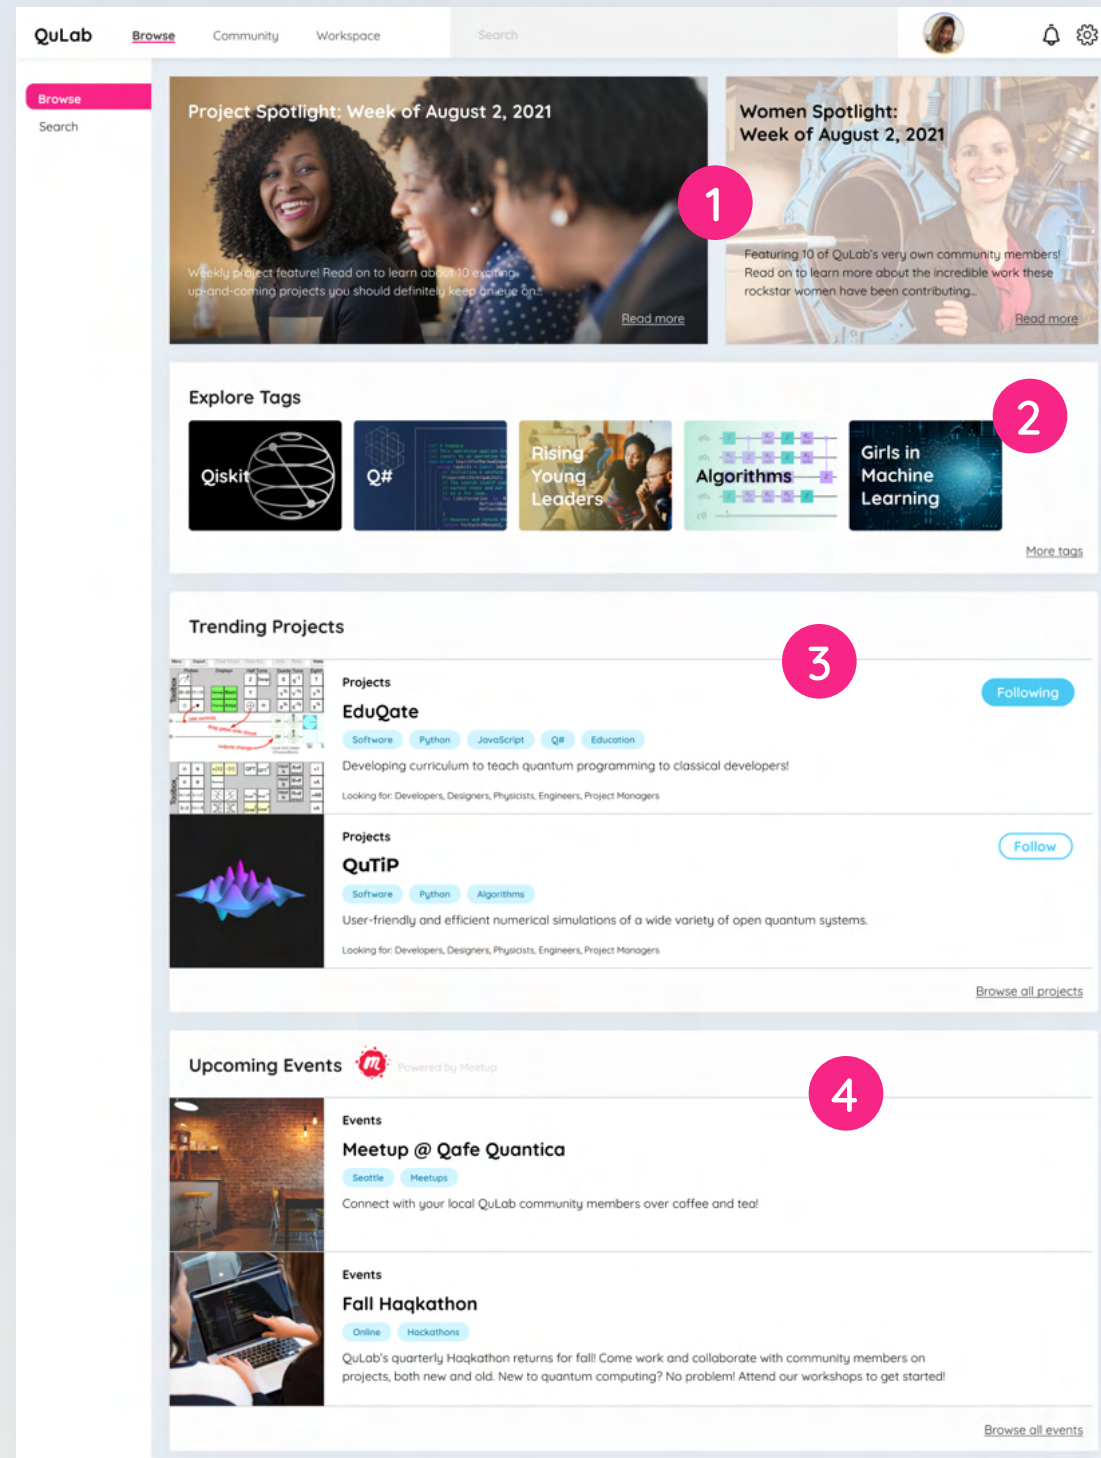 QuLab
Browse
Community
Workspace
Search
Browse
Search
Project Spotlight: Week of August 2, 2021
Weekly project feature! Read on to learn about 10 exciting
up-and-coming projects you should definitely keep an eye on...
Read more
1
Women Spotlight:
Week of August 2, 2021
Featuring 10 of QuLab's very own community members!
Read on to learn more about the incredible work these
rockstar women have been contributing...
Read more
Explore Tags
2
Qiskit
Q#
Rising
Young
Leaders
Algorithms
Girls in
Machine
Learning
More tags
Trending Projects
3
Projects
EduQate
Following
Software
Python
JavaScript
Q#
Education
Developing curriculum to teach quantum programming to classical developers!
Looking for: Developers, Designers, Physicists, Engineers, Project Managers
Projects
QuTiP
Follow
Software
Python
Algorithms
User-friendly and efficient numerical simulations of a wide variety of open quantum systems.
Looking for: Developers, Designers, Physicists, Engineers, Project Managers
Browse all projects
Upcoming Events
Powered by Meetup
4
Events
Meetup @ Qafe Quantica
Seattle
Meetups
Connect with your local QuLab community members over coffee and tea!
Events
Fall Haqkathon
Online
Hackathons
QuLab's quarterly Haqkathon returns for fall! Come work and collaborate with community members on
projects, both new and old. New to quantum computing? No problem! Attend our workshops to get started!
Browse all events